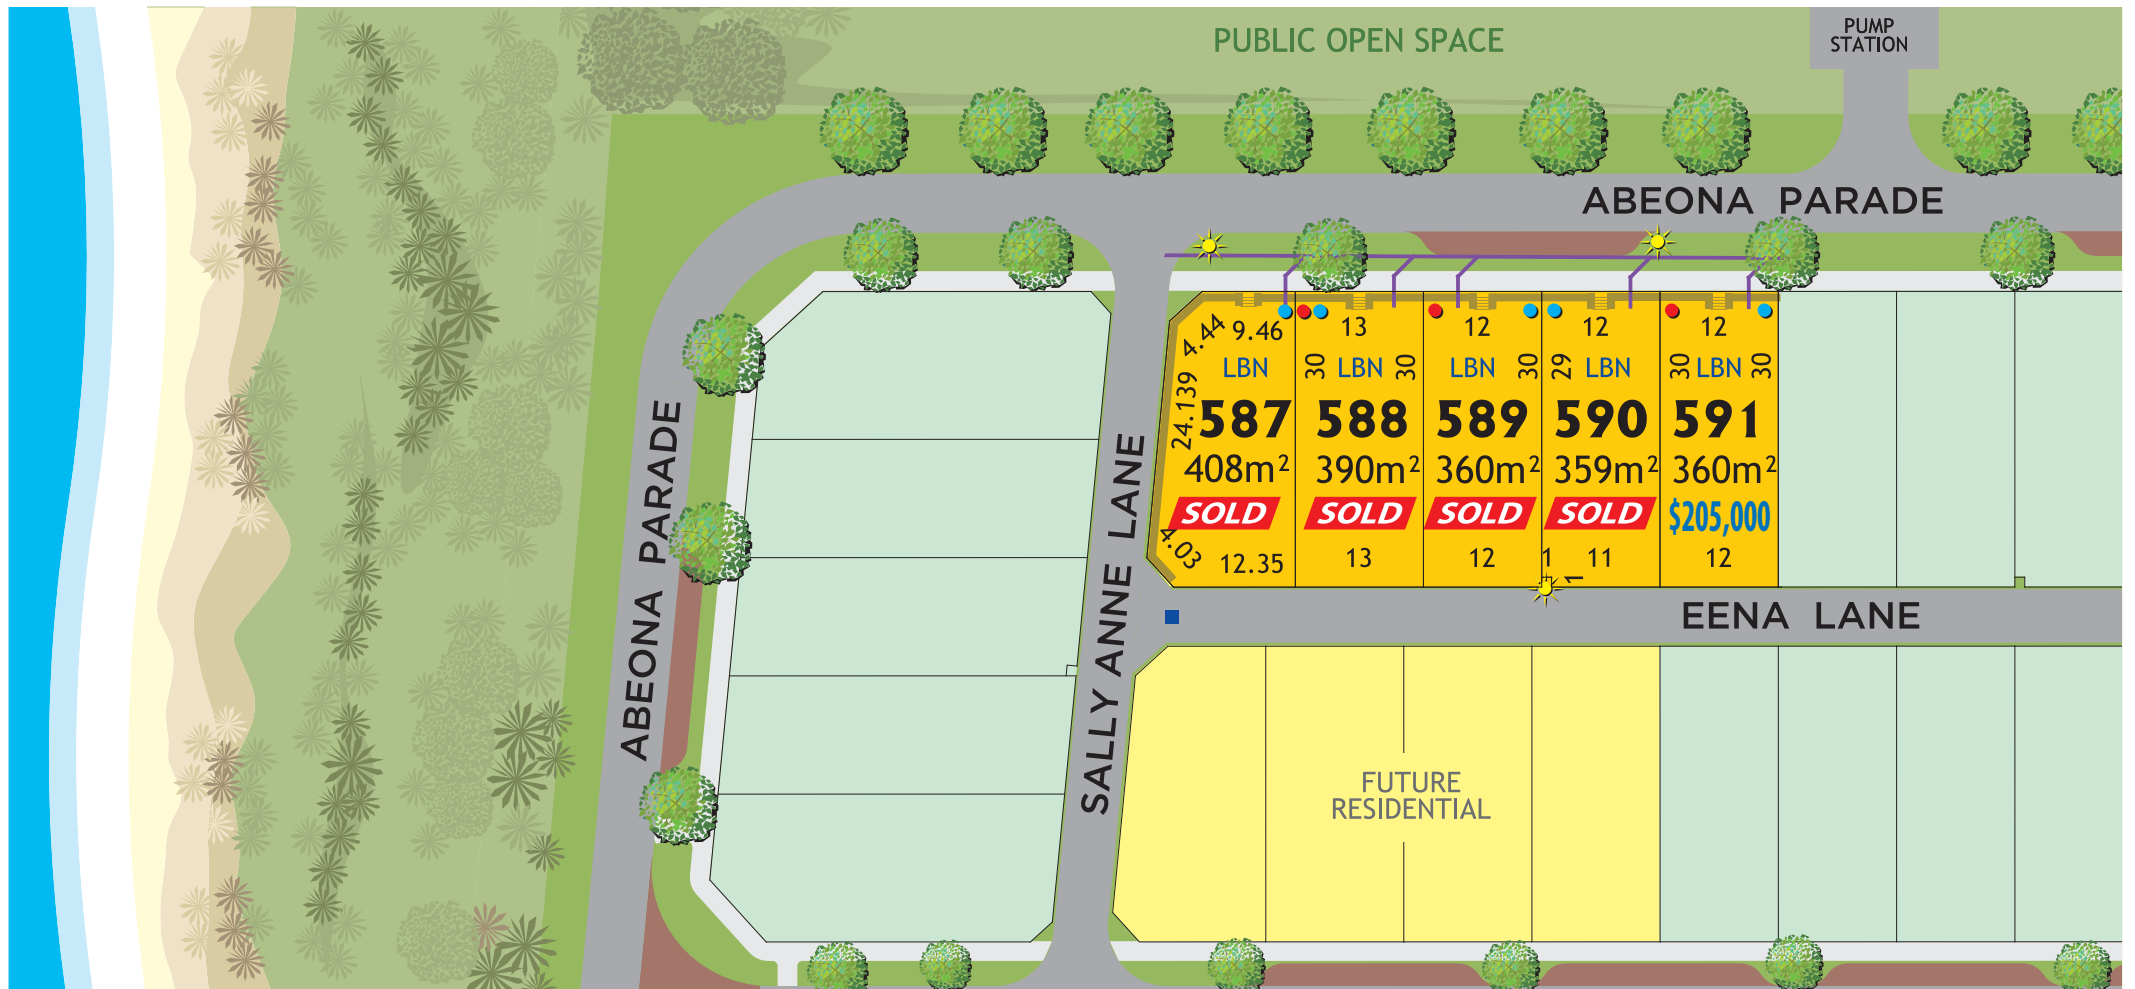 PUBLIC OPEN SPACE
PUMP
STATION
ABEONA PARADE
4.44
9.46
13
12
12
12
LBN
30
LBN
30
LBN
30
29
LBN
30
LBN
30
24.139
587
588
589
590
591
408m²
390m²
360m²
359m²
360m²
SOLD
SOLD
SOLD
SOLD
$205,000
4.03
12.35
13
12
1
11
1
12
ABEONA PARADE
SALLY ANNE LANE
EENA LANE
FUTURE
RESIDENTIAL